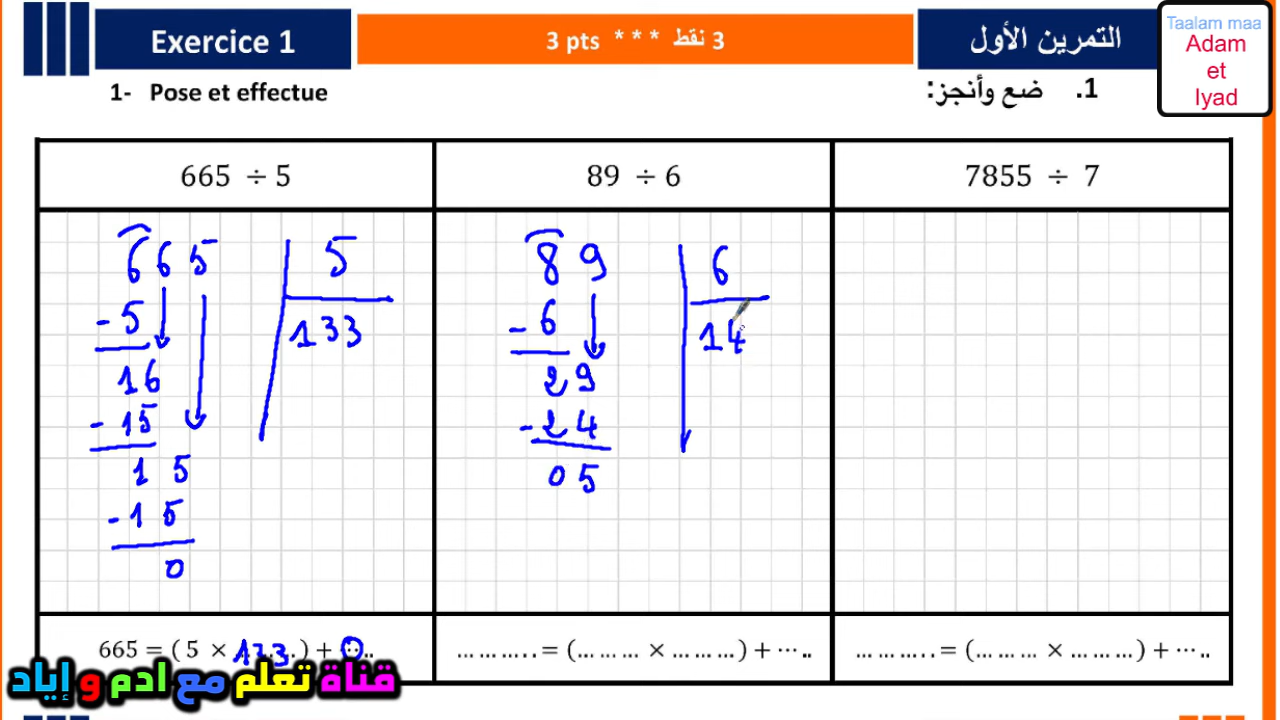 Exercice 1
3 pts * * * 3 نقط
التمرين الأول
Taalam maa
Adam
et
Iyad
1- Pose et effectue
1. ضع وأنجز:
665 ÷ 5
89 ÷ 6
7855 ÷ 7
665 5
- 5 133
16
- 15
15
- 15
0
89 6
- 6 14
29
- 24
05
665 = ( 5 × 133 ) + 0
……….. = (……… × ………) + …..
……….. = (……… × ………) + …..
قناة تعلم مع ادم و إياد